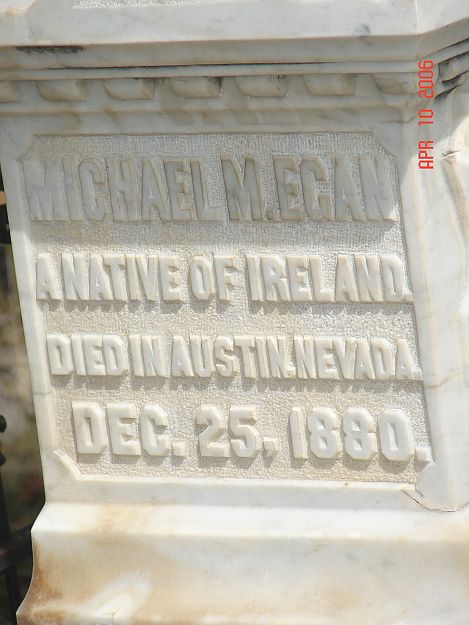 MICHAEL M. EGAN
A NATIVE OF IRELAND.
DIED IN AUSTIN. NEVADA.
DEC. 25, 1880.
APR 10 2006